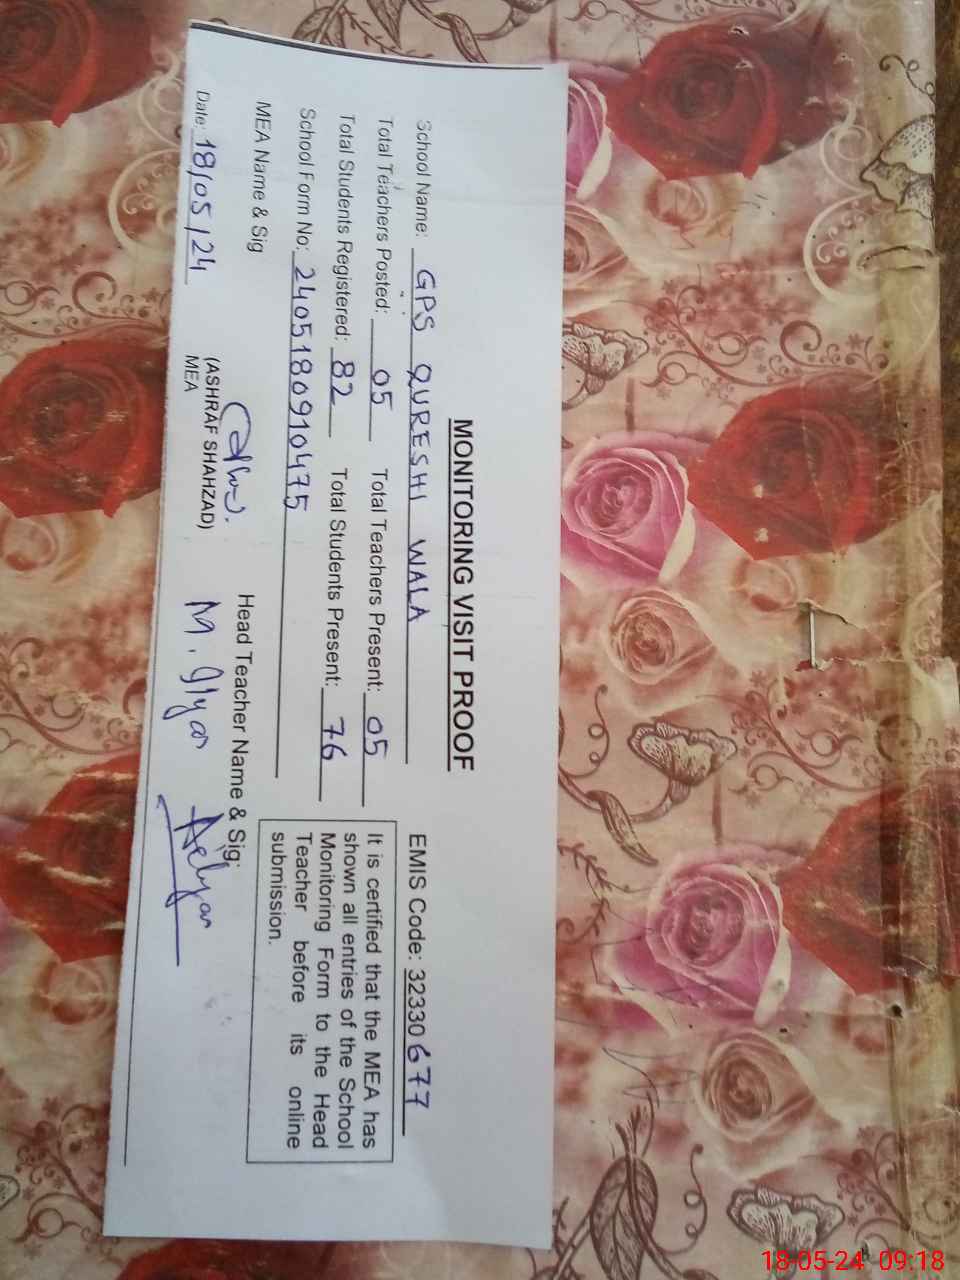 MONITORING VISIT PROOF
School Name: GPS QURESHI WALA EMIS Code: 32330677
Total Teachers Posted: 05 Total Teachers Present: 05
Total Students Registered: 82 Total Students Present: 76
School Form No: 2405180910475
It is certified that the MEA has
shown all entries of the School
Monitoring Form to the Head
Teacher before its online
submission.
MEA Name & Sig Head Teacher Name & Sig:
(ASHRAF SHAHZAD)
MEA
M. Ilyas
Date: 18/05/24
18-05-24 09:18